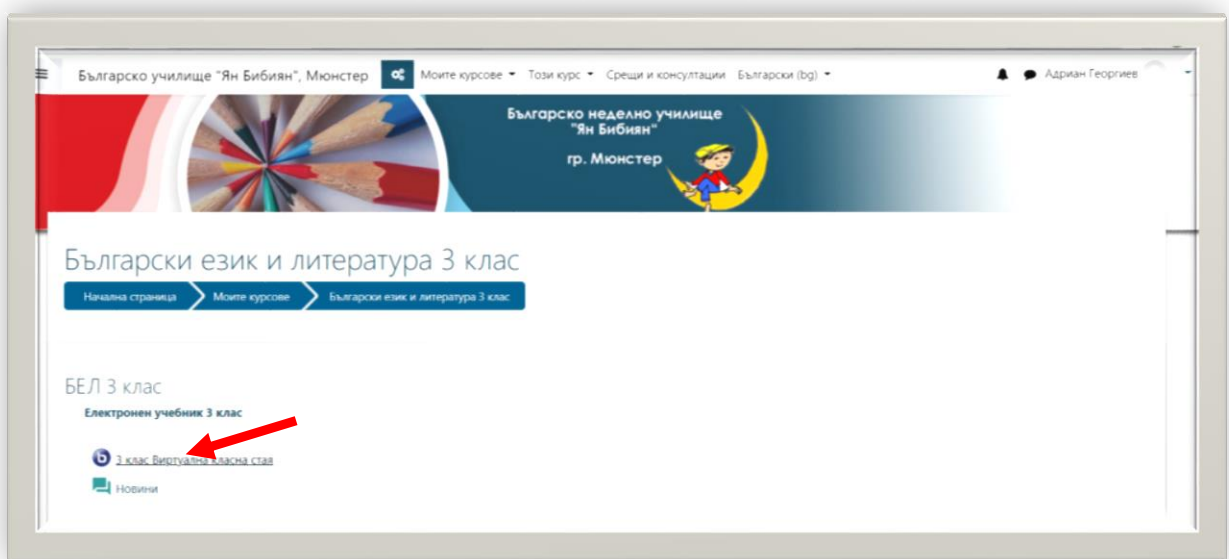 Българско училище "Ян Бибиян", Мюнстер Моите курсове Този курс Срещи и консултации Български (bg) Адриан Георгиев
Българско неделно училище
"Ян Бибиян"
гр. Мюнстер
Български език и литература 3 клас
Начална страница Моите курсове Български език и литература 3 клас
БЕЛ 3 клас
Електронен учебник 3 клас
3 клас Виртуална класна стая
Новини